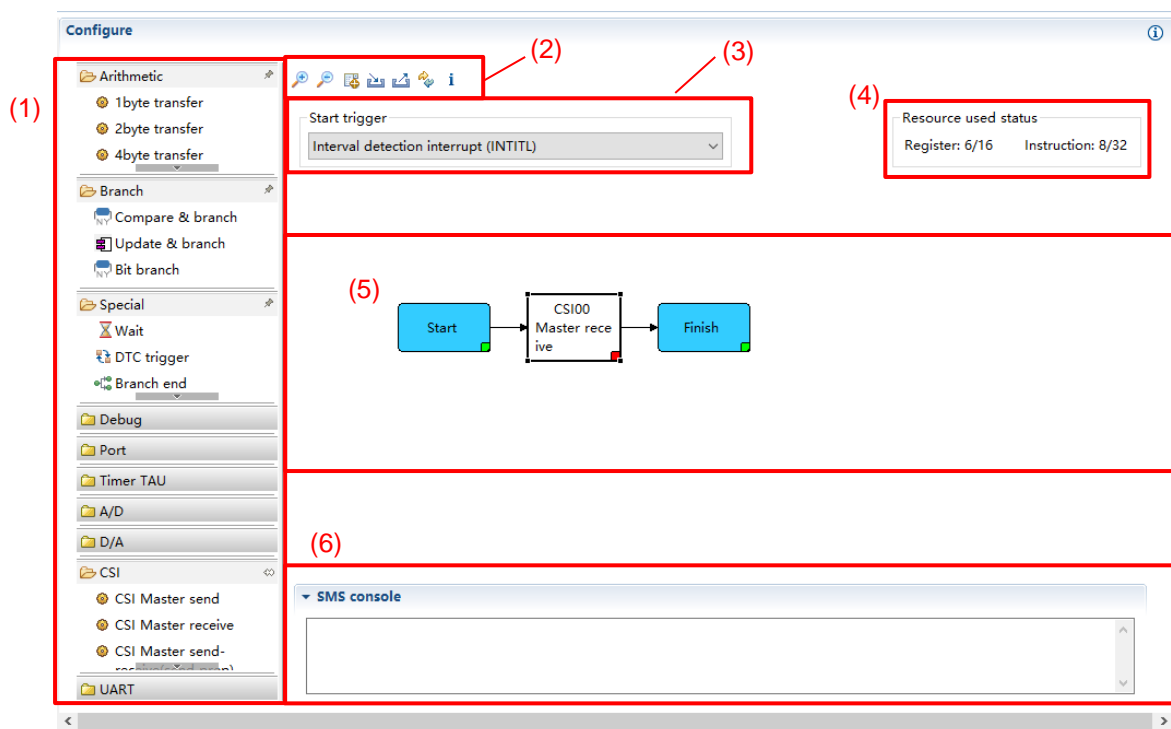 Configure
(1)
Arithmetic
1byte transfer
2byte transfer
4byte transfer
Branch
Compare & branch
Update & branch
Bit branch
Special
Wait
DTC trigger
Branch end
Debug
Port
Timer TAU
A/D
D/A
CSI
CSI Master send
CSI Master receive
CSI Master send-
UART
(2)
(3)
Start trigger
Interval detection interrupt (INTITL)
(4)
Resource used status
Register: 6/16 Instruction: 8/32
(5)
Start
CSI00
Master rece
ive
Finish
(6)
SMS console